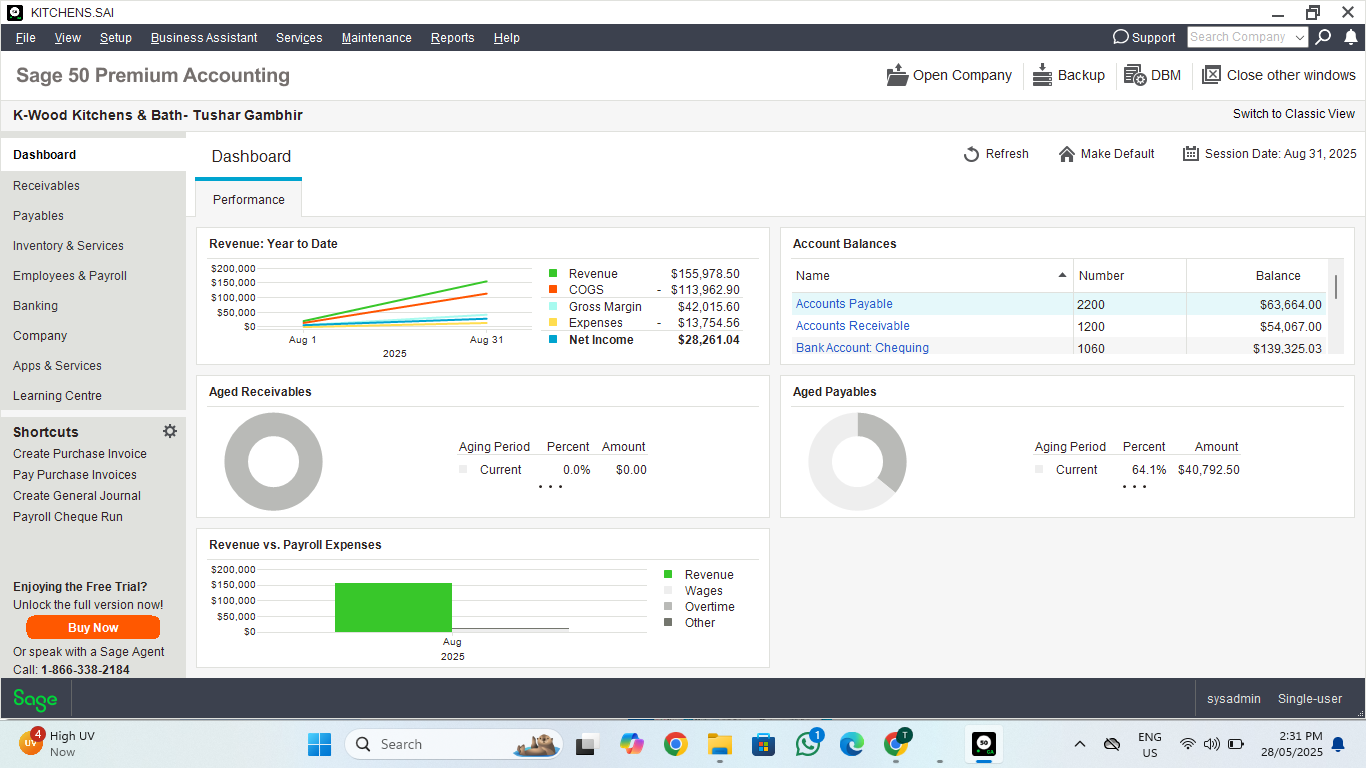 KITCHENS.SAI
File View Setup Business Assistant Services Maintenance Reports Help Support Search Company
Sage 50 Premium Accounting Open Company Backup DBM Close other windows
K-Wood Kitchens & Bath- Tushar Gambhir Switch to Classic View
Dashboard
Receivables
Payables
Inventory & Services
Employees & Payroll
Banking
Company
Apps & Services
Learning Centre
Shortcuts
Create Purchase Invoice
Pay Purchase Invoices
Create General Journal
Payroll Cheque Run
Enjoying the Free Trial?
Unlock the full version now!
Buy Now
Or speak with a Sage Agent
Call: 1-866-338-2184
Dashboard Refresh Make Default Session Date: Aug 31, 2025
Performance
Revenue: Year to Date
$200,000
$150,000
$100,000
$50,000
$0
Aug 1 Aug 31
2025
Revenue $155,978.50
COGS - $113,962.90
Gross Margin $42,015.60
Expenses - $13,754.56
Net Income $28,261.04
Account Balances
Name Number Balance
Accounts Payable 2200 $63,664.00
Accounts Receivable 1200 $54,067.00
Bank Account: Chequing 1060 $139,325.03
Aged Receivables
Aging Period Percent Amount
Current 0.0% $0.00
• • •
Aged Payables
Aging Period Percent Amount
Current 64.1% $40,792.50
• • •
Revenue vs. Payroll Expenses
$200,000
$150,000
$100,000
$50,000
$0
Aug
2025
Revenue
Wages
Overtime
Other
Sage sysadmin Single-user
UV 4 High UV
Now
Search
1
T
50
CA
ENG
US
2:31 PM
28/05/2025